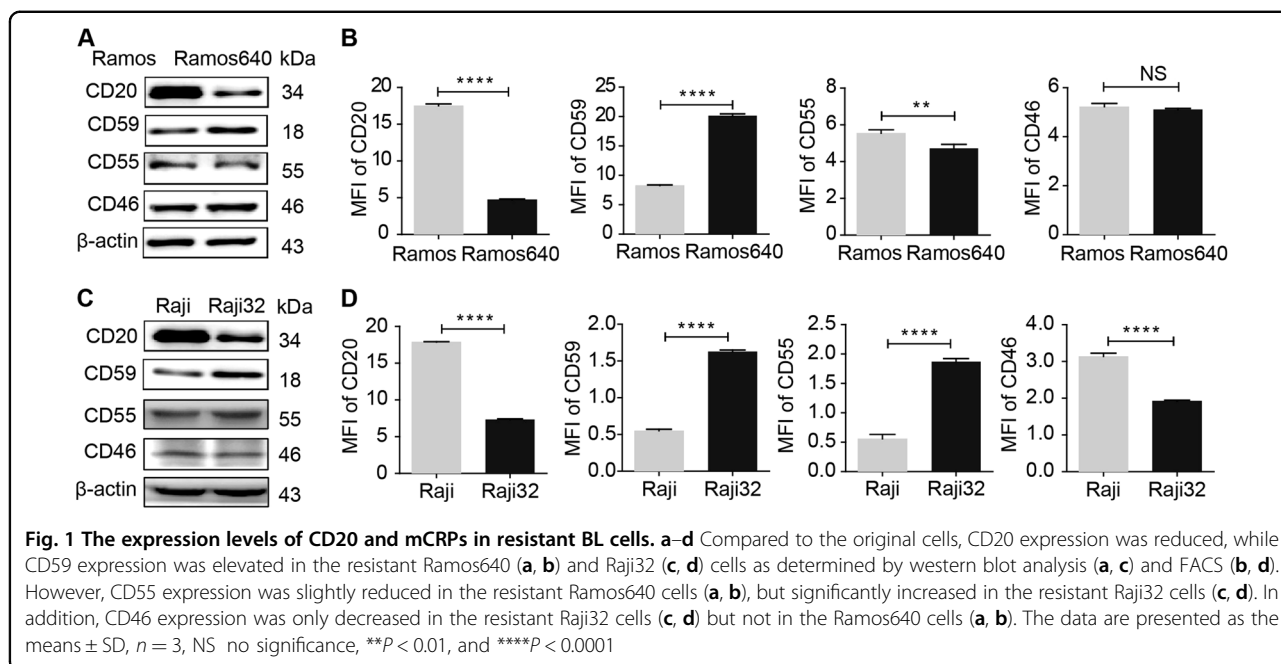 A
Ramos Ramos640 kDa
CD20 34
CD59 18
CD55 55
CD46 46
β-actin 43
B
MFI of CD20
20
15
10
5
0
****
Ramos Ramos640
MFI of CD59
25
20
15
10
5
0
****
Ramos Ramos640
MFI of CD55
8
6
4
2
0
**
Ramos Ramos640
MFI of CD46
6
4
2
0
NS
Ramos Ramos640
C
Raji Raji32 kDa
CD20 34
CD59 18
CD55 55
CD46 46
β-actin 43
D
MFI of CD20
20
15
10
5
0
****
Raji Raji32
MFI of CD59
2.0
1.5
1.0
0.5
0.0
****
Raji Raji32
MFI of CD55
2.5
2.0
1.5
1.0
0.5
0.0
****
Raji Raji32
MFI of CD46
4.0
3.0
2.0
1.0
0.0
****
Raji Raji32
Fig. 1 The expression levels of CD20 and mCRPs in resistant BL cells. a–d Compared to the original cells, CD20 expression was reduced, while
CD59 expression was elevated in the resistant Ramos640 (a, b) and Raji32 (c, d) cells as determined by western blot analysis (a, c) and FACS (b, d).
However, CD55 expression was slightly reduced in the resistant Ramos640 cells (a, b), but significantly increased in the resistant Raji32 cells (c, d). In
addition, CD46 expression was only decreased in the resistant Raji32 cells (c, d) but not in the Ramos640 cells (a, b). The data are presented as the
means ± SD, n = 3, NS no significance, **P < 0.01, and ****P < 0.0001